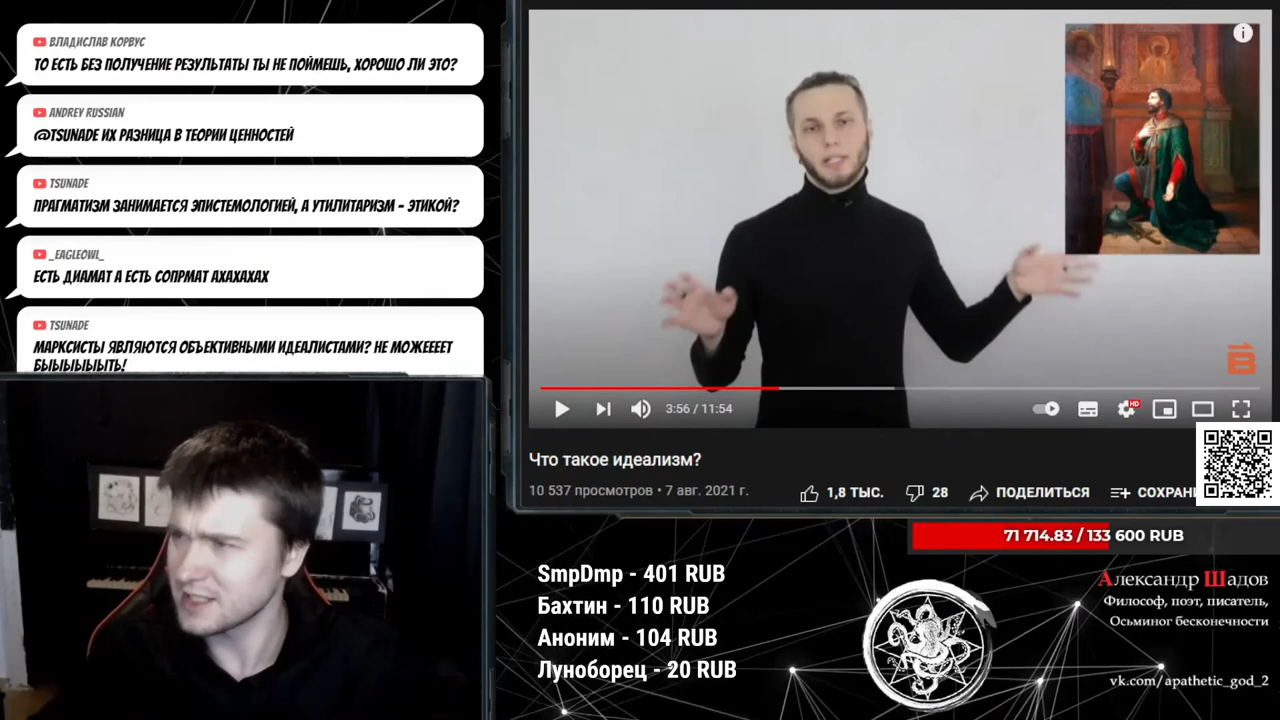 ВЛАДИСЛАВ КОРВУС
ТО ЕСТЬ БЕЗ ПОЛУЧЕНИЕ РЕЗУЛЬТАТЫ ТЫ НЕ ПОЙМЕШЬ, ХОРОШО ЛИ ЭТО?
ANDREY RUSSIAN
@TSUNADE ИХ РАЗНИЦА В ТЕОРИИ ЦЕННОСТЕЙ
TSUNADE
ПРАГМАТИЗМ ЗАНИМАЕТСЯ ЭПИСТЕМОЛОГИЕЙ, А УТИЛИТАРИЗМ - ЭТИКОЙ?
_EAGLEOWL_
ЕСТЬ ДИАМАТ А ЕСТЬ СОПРМАТ АХАХАХАХ
TSUNADE
МАРКСИСТЫ ЯВЛЯЮТСЯ ОБЪЕКТИВНЫМИ ИДЕАЛИСТАМИ? НЕ МОЖЕЕЕЕТ
БЫЫЫЫЫЫТЬ!
3:56 / 11:54
HD
Что такое идеализм?
10 537 просмотров • 7 авг. 2021 г.
1,8 ТЫС.
28
ПОДЕЛИТЬСЯ
СОХРАН
71 714.83 / 133 600 RUB
SmpDmp - 401 RUB
Бахтин - 110 RUB
Аноним - 104 RUB
Луноборец - 20 RUB
Александр Шадов
Философ, поэт, писатель,
Осьминог бесконечности
vk.com/apathetic_god_2